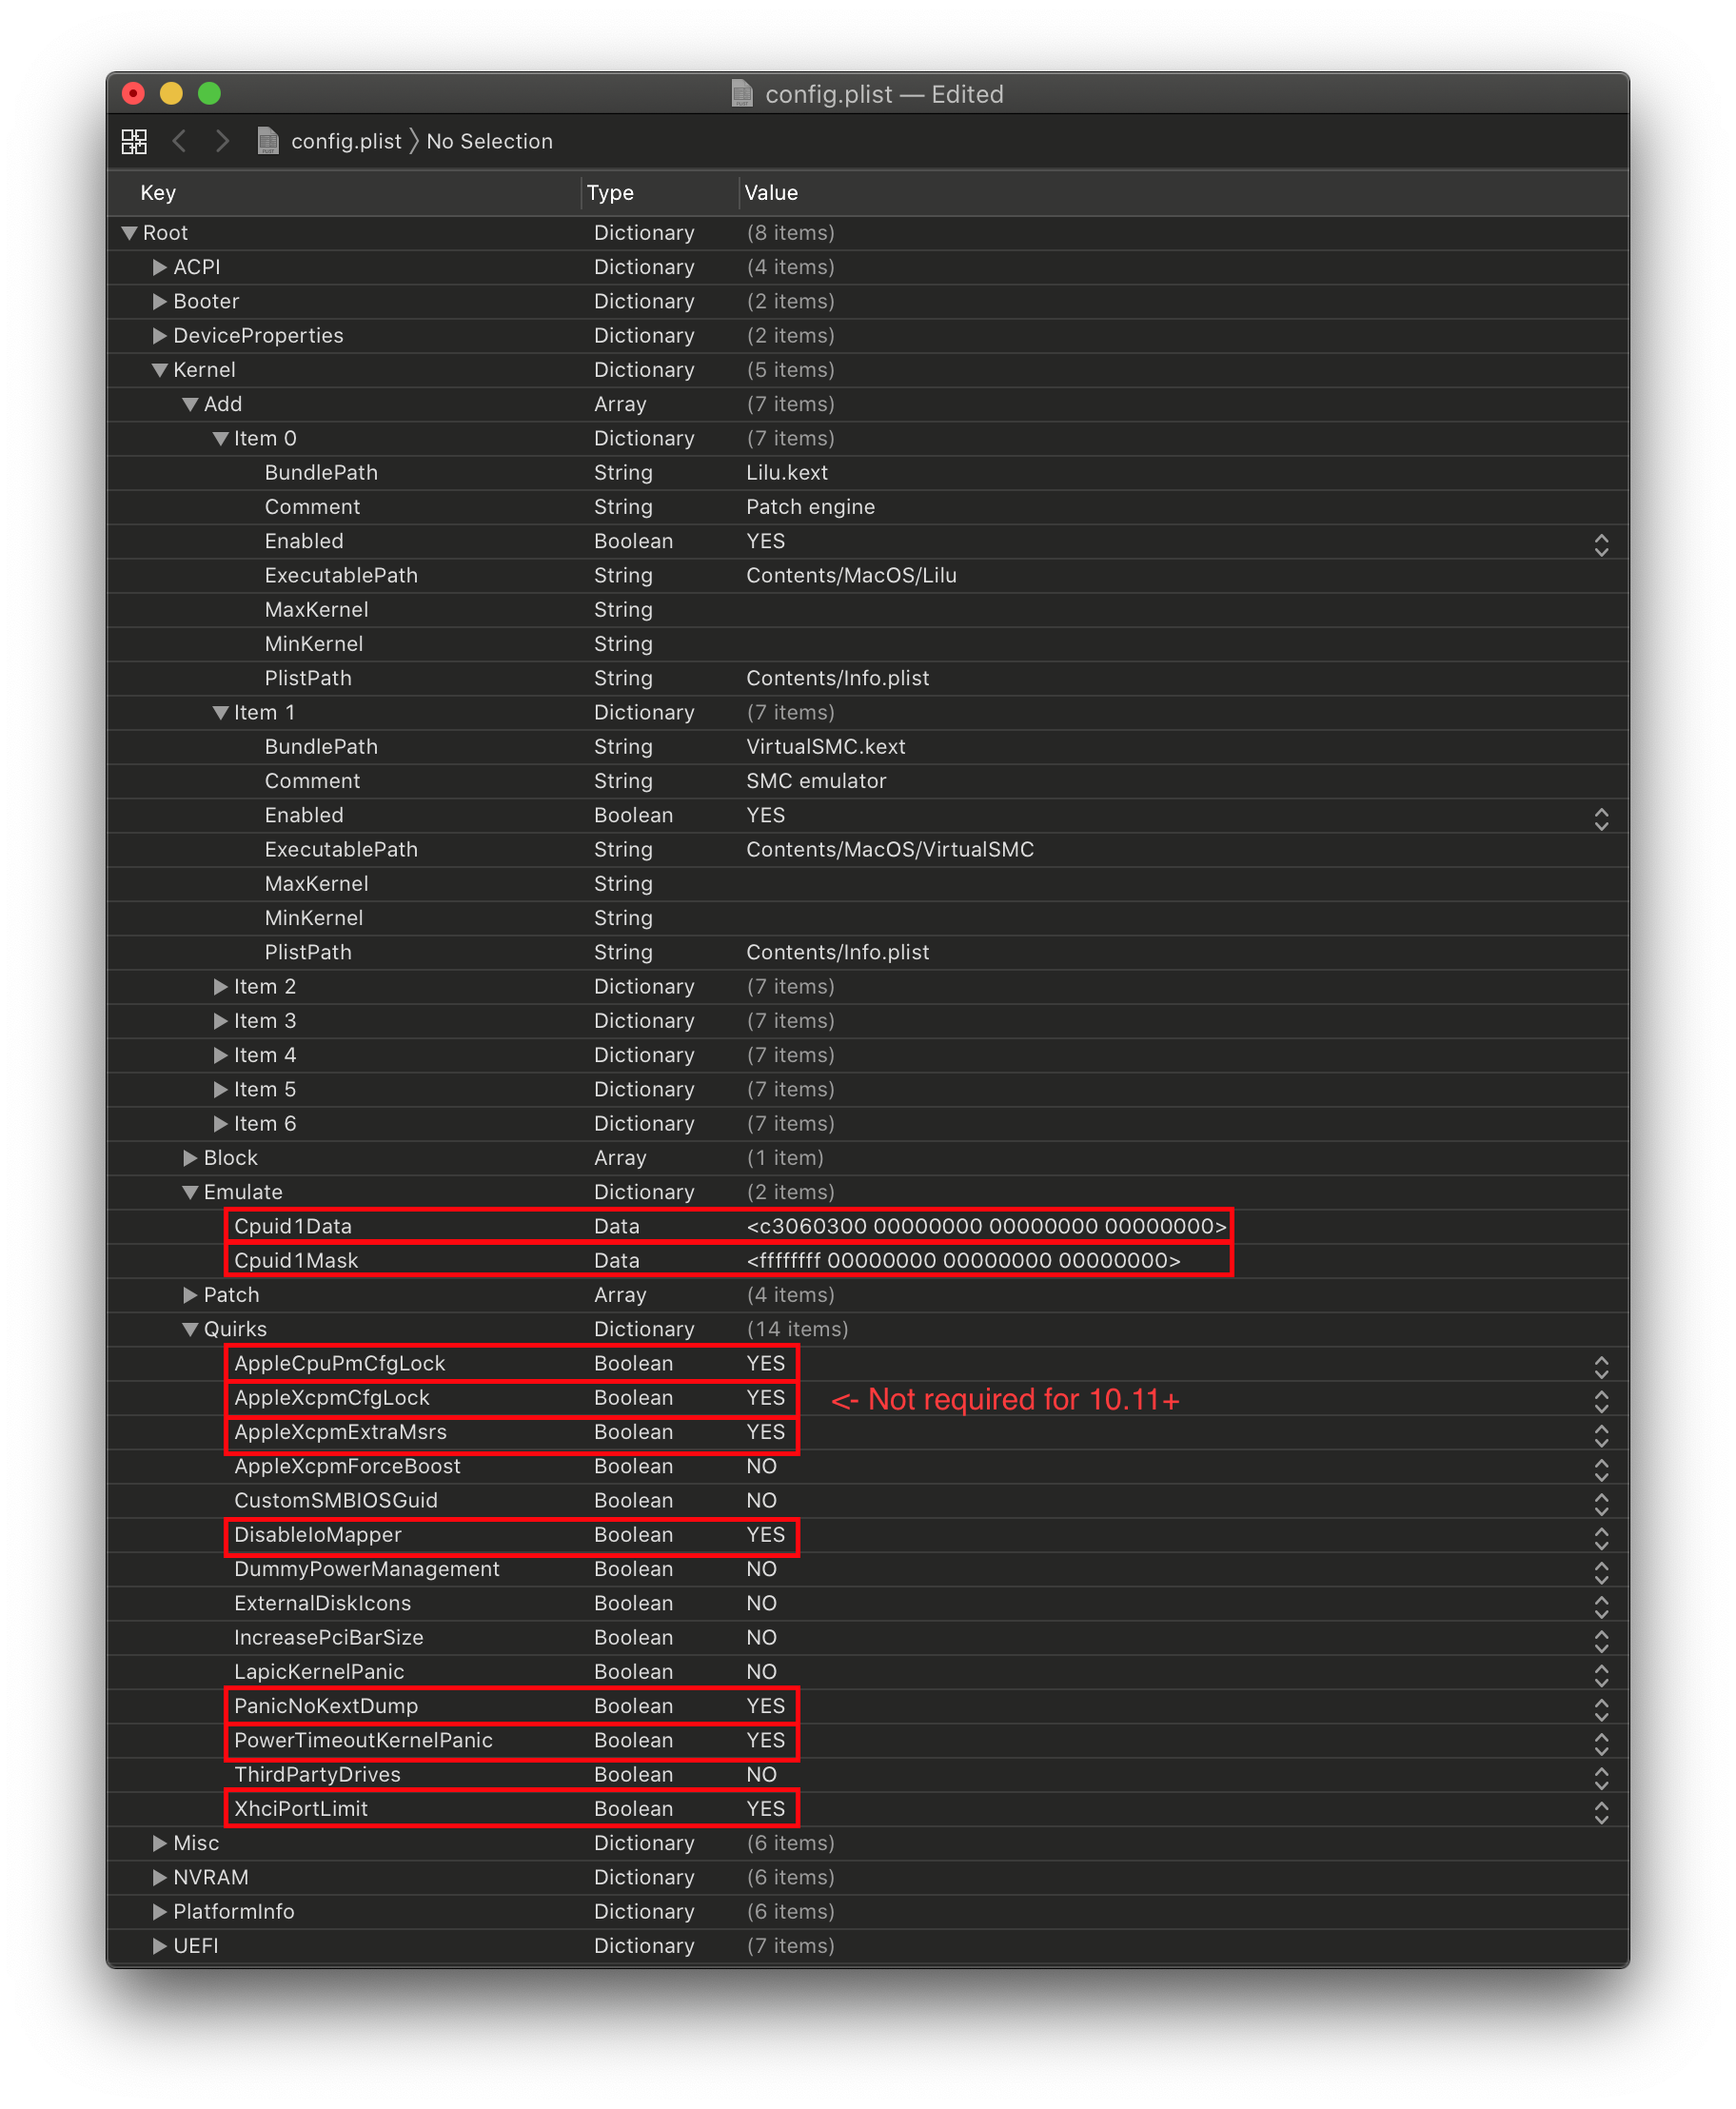 config.plist — Edited
config.plist 〉 No Selection
Key Type Value
Root Dictionary (8 items)
ACPI Dictionary (4 items)
Booter Dictionary (2 items)
DeviceProperties Dictionary (2 items)
Kernel Dictionary (5 items)
Add Array (7 items)
Item 0 Dictionary (7 items)
BundlePath String Lilu.kext
Comment String Patch engine
Enabled Boolean YES
ExecutablePath String Contents/MacOS/Lilu
MaxKernel String
MinKernel String
PlistPath String Contents/Info.plist
Item 1 Dictionary (7 items)
BundlePath String VirtualSMC.kext
Comment String SMC emulator
Enabled Boolean YES
ExecutablePath String Contents/MacOS/VirtualSMC
MaxKernel String
MinKernel String
PlistPath String Contents/Info.plist
Item 2 Dictionary (7 items)
Item 3 Dictionary (7 items)
Item 4 Dictionary (7 items)
Item 5 Dictionary (7 items)
Item 6 Dictionary (7 items)
Block Array (1 item)
Emulate Dictionary (2 items)
Cpuid1Data Data <c3060300 00000000 00000000 00000000>
Cpuid1Mask Data <ffffffff 00000000 00000000 00000000>
Patch Array (4 items)
Quirks Dictionary (14 items)
AppleCpuPmCfgLock Boolean YES
AppleXcpmCfgLock Boolean YES <- Not required for 10.11+
AppleXcpmExtraMsrs Boolean YES
AppleXcpmForceBoost Boolean NO
CustomSMBIOSGuid Boolean NO
DisableIoMapper Boolean YES
DummyPowerManagement Boolean NO
ExternalDiskIcons Boolean NO
IncreasePciBarSize Boolean NO
LapicKernelPanic Boolean NO
PanicNoKextDump Boolean YES
PowerTimeoutKernelPanic Boolean YES
ThirdPartyDrives Boolean NO
XhciPortLimit Boolean YES
Misc Dictionary (6 items)
NVRAM Dictionary (6 items)
PlatformInfo Dictionary (6 items)
UEFI Dictionary (7 items)